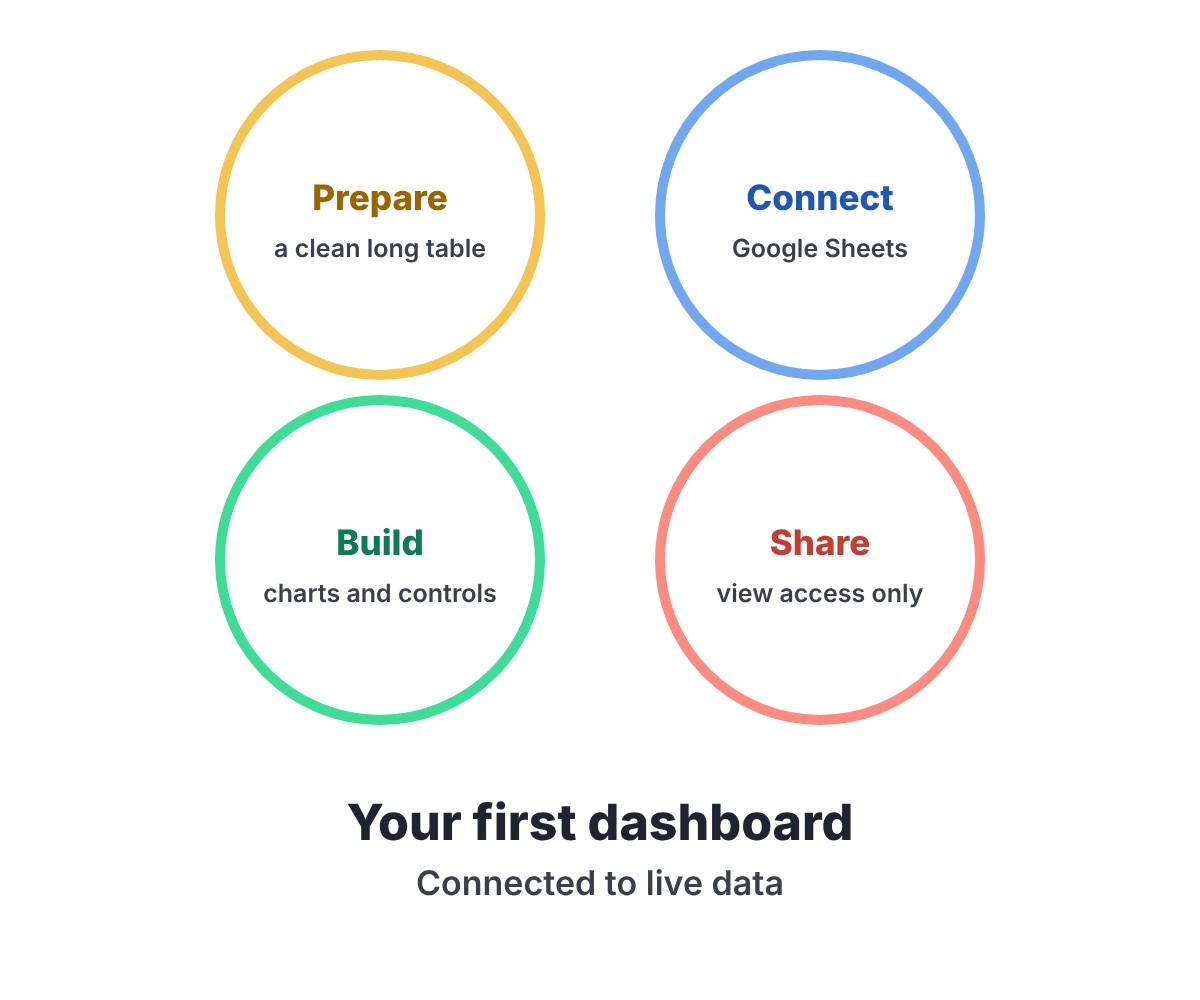 Prepare
a clean long table
Connect
Google Sheets
Build
charts and controls
Share
view access only
Your first dashboard
Connected to live data